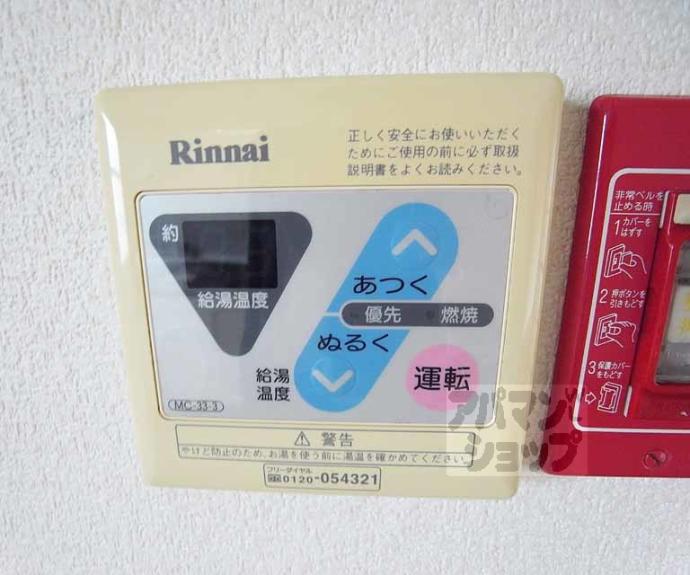 Rinnai
正しく安全にお使いいただく
ためにご使用の前に必ず取扱
説明書をよくお読みください。
約
給湯温度
あつく
優先 燃焼
ぬるく
給湯
温度
運転
MC-33-3
⚠ 警告
やけど防止のため、お湯を使う前に湯温を確かめてください。
フリーダイヤル
0120-054321
非常ベルを
止める時
1 カバーを
はずす
2 押ボタンを
引きもどす
3 保護カバー
をもどす
アパマン
ショップ